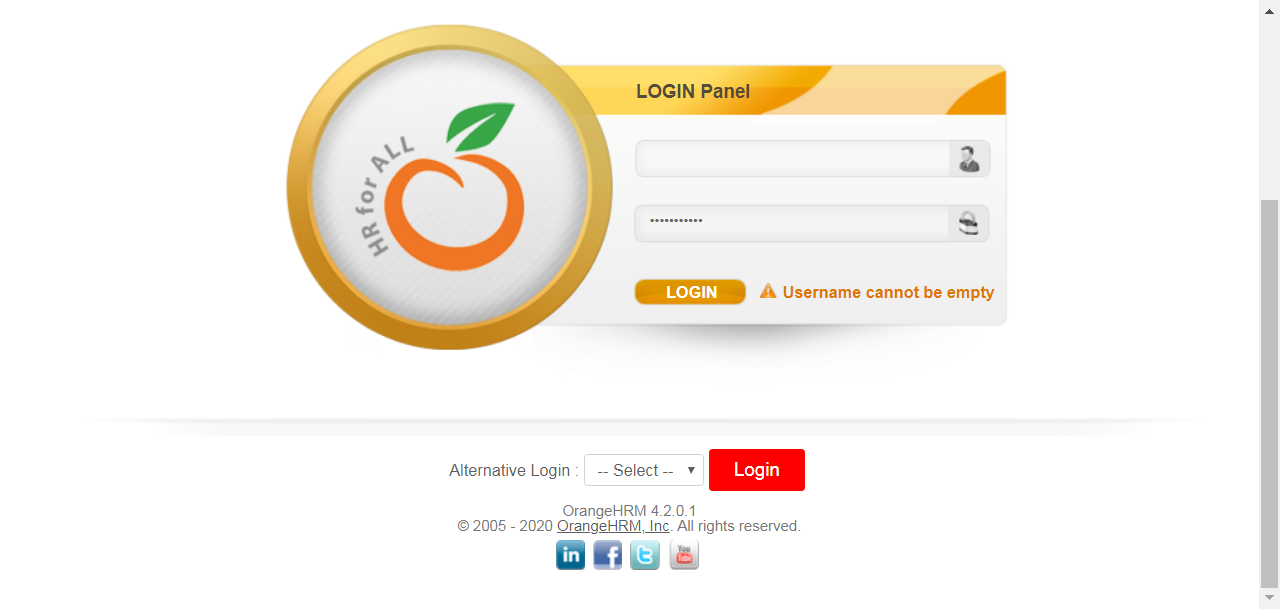 HR for ALL
LOGIN Panel
•••••••••••
LOGIN
Username cannot be empty
Alternative Login :
-- Select --
Login
OrangeHRM 4.2.0.1
© 2005 - 2020 OrangeHRM, Inc. All rights reserved.
in
f
t
You Tube